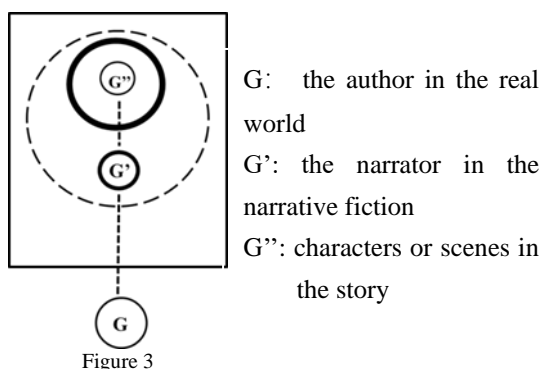 G”
G’
G
Figure 3
G: the author in the real
world
G’: the narrator in the
narrative fiction
G’’: characters or scenes in
the story